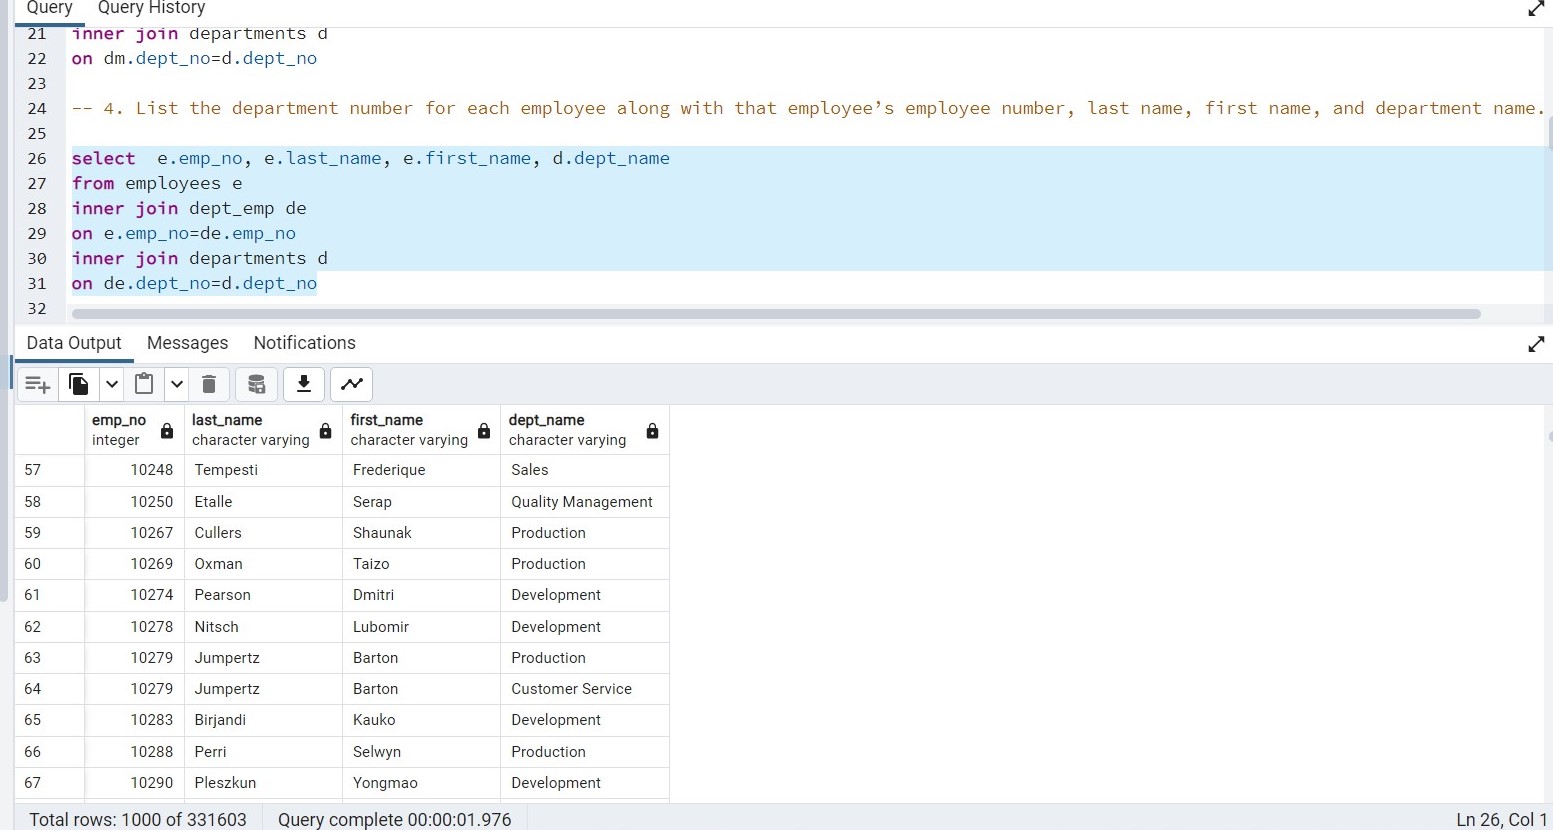 Query Query History
21 inner join departments d
22 on dm.dept_no=d.dept_no
23
24 -- 4. List the department number for each employee along with that employee’s employee number, last name, first name, and department name.
25
26 select  e.emp_no, e.last_name, e.first_name, d.dept_name
27 from employees e
28 inner join dept_emp de
29 on e.emp_no=de.emp_no
30 inner join departments d
31 on de.dept_no=d.dept_no
32
Data Output Messages Notifications
emp_no last_name first_name dept_name
integer character varying character varying character varying
57 10248 Tempesti Frederique Sales
58 10250 Etalle Serap Quality Management
59 10267 Cullers Shaunak Production
60 10269 Oxman Taizo Production
61 10274 Pearson Dmitri Development
62 10278 Nitsch Lubomir Development
63 10279 Jumpertz Barton Production
64 10279 Jumpertz Barton Customer Service
65 10283 Birjandi Kauko Development
66 10288 Perri Selwyn Production
67 10290 Pleszkun Yongmao Development
Total rows: 1000 of 331603 Query complete 00:00:01.976 Ln 26, Col 1